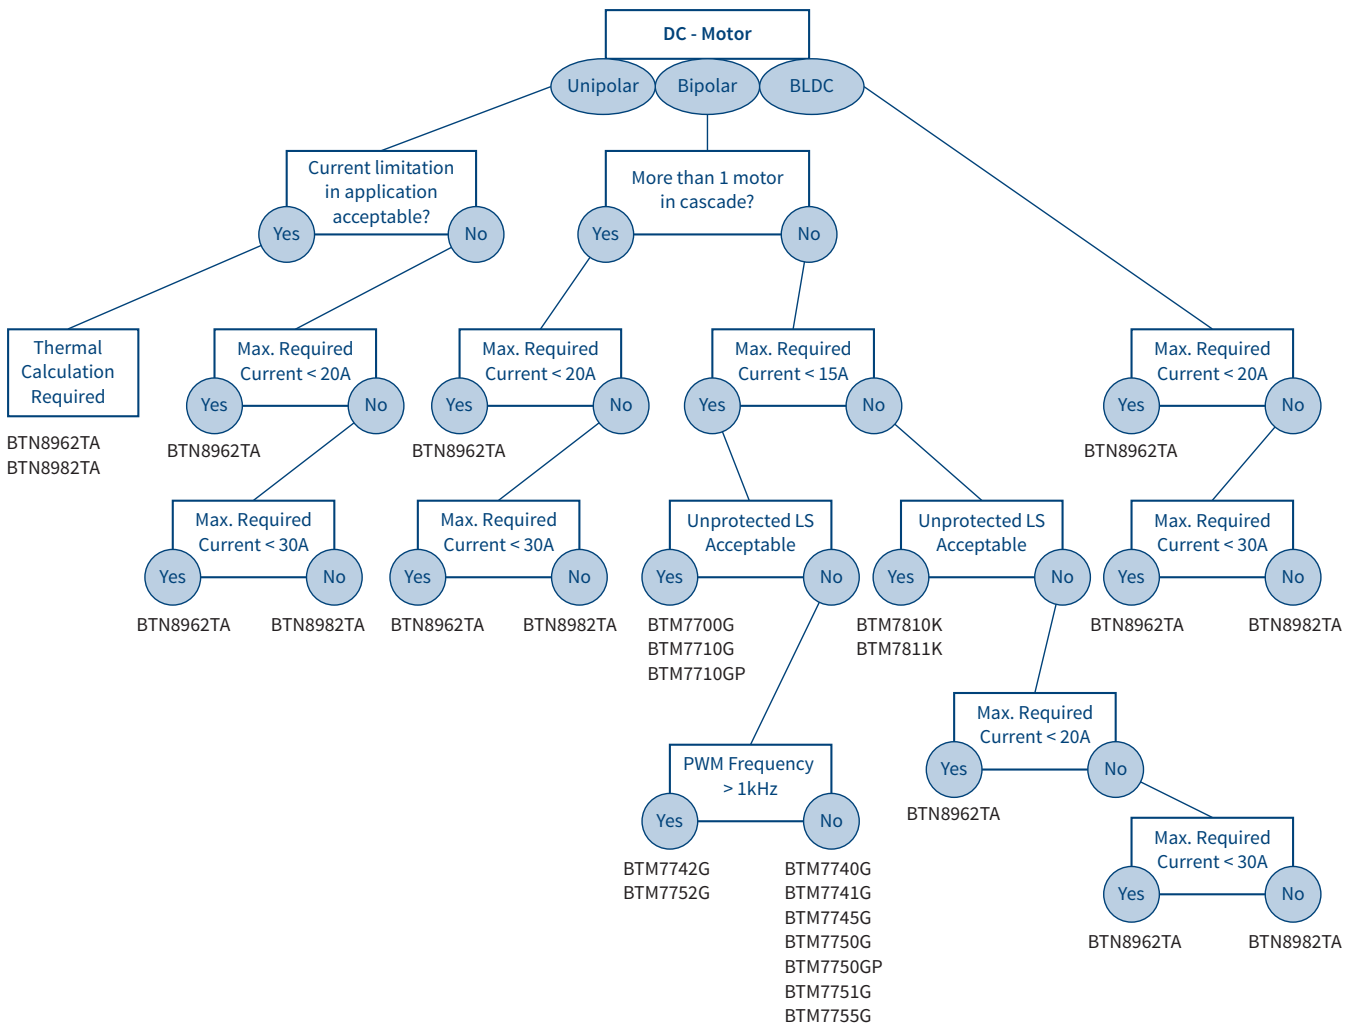 DC - Motor
Unipolar
Bipolar
BLDC
Current limitation
in application
acceptable?
Yes
No
More than 1 motor
in cascade?
Yes
No
Thermal
Calculation
Required
BTN8962TA
BTN8982TA
Max. Required
Current < 20A
Yes
No
BTN8962TA
Max. Required
Current < 20A
Yes
No
BTN8962TA
Max. Required
Current < 15A
Yes
No
Max. Required
Current < 20A
Yes
No
BTN8962TA
Max. Required
Current < 30A
Yes
No
BTN8962TA
BTN8982TA
Max. Required
Current < 30A
Yes
No
BTN8962TA
BTN8982TA
Unprotected LS
Acceptable
Yes
No
BTM7700G
BTM7710G
BTM7710GP
Unprotected LS
Acceptable
Yes
No
BTM7810K
BTM7811K
Max. Required
Current < 30A
Yes
No
BTN8962TA
BTN8982TA
Max. Required
Current < 20A
Yes
No
BTN8962TA
PWM Frequency
> 1kHz
Yes
No
BTM7742G
BTM7752G
BTM7740G
BTM7741G
BTM7745G
BTM7750G
BTM7750GP
BTM7751G
BTM7755G
Max. Required
Current < 30A
Yes
No
BTN8962TA
BTN8982TA